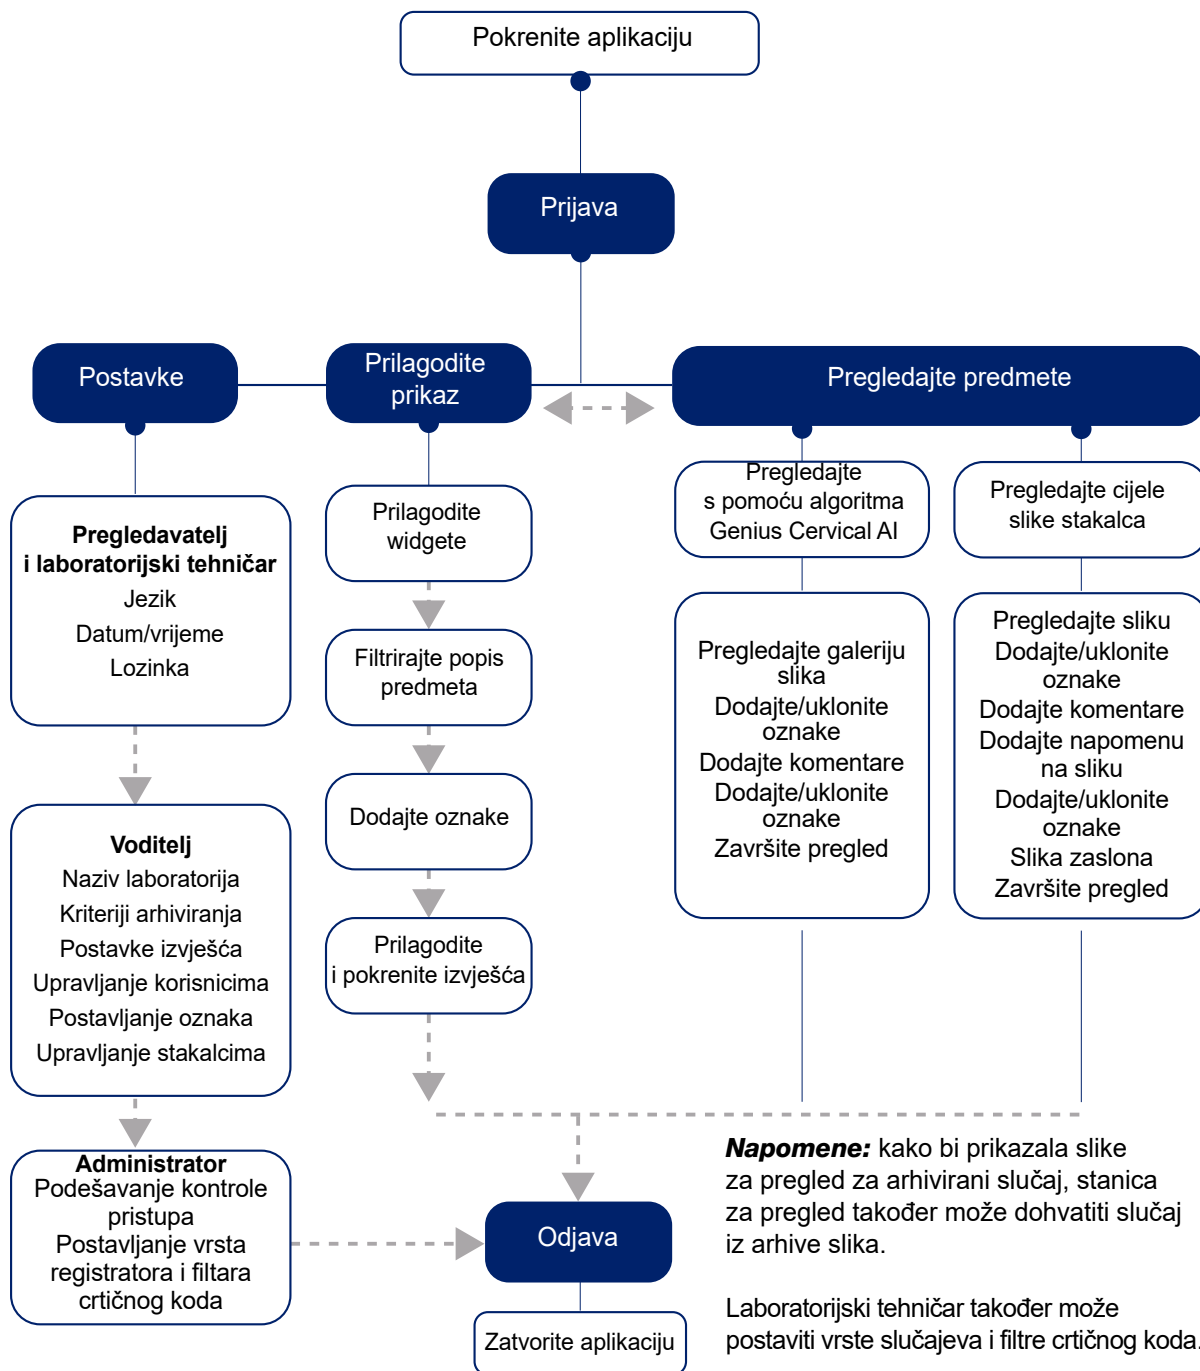 Pokrenite aplikaciju
Prijava
Postavke
Prilagodite
prikaz
Pregledajte predmete
Pregledavatelj
i laboratorijski tehničar
Jezik
Datum/vrijeme
Lozinka
Voditelj
Naziv laboratorija
Kriteriji arhiviranja
Postavke izvješća
Upravljanje korisnicima
Postavljanje oznaka
Upravljanje stakalcima
Administrator
Podešavanje kontrole
pristupa
Postavljanje vrsta
registratora i filtara
crtičnog koda
Prilagodite
widgete
Filtrirajte popis
predmeta
Dodajte oznake
Prilagodite
i pokrenite izvješća
Pregledajte
s pomoću algoritma
Genius Cervical AI
Pregledajte galeriju
slika
Dodajte/uklonite
oznake
Dodajte komentare
Dodajte/uklonite
oznake
Završite pregled
Pregledajte cijele
slike stakalca
Pregledajte sliku
Dodajte/uklonite
oznake
Dodajte komentare
Dodajte napomenu
na sliku
Dodajte/uklonite
oznake
Slika zaslona
Završite pregled
Odjava
Zatvorite aplikaciju
Napomene: kako bi prikazala slike
za pregled za arhivirani slučaj, stanica
za pregled također može dohvatiti slučaj
iz arhive slika.
Laboratorijski tehničar također može
postaviti vrste slučajeva i filtre crtičnog koda.